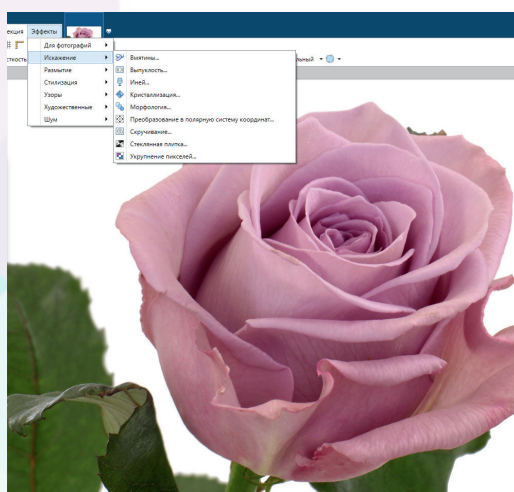 екция Эффекты
Для фотографий
Искажение
Размытие
Стилизация
Узоры
Художественные
Шум
Вмятины...
Выпуклость...
Иней...
Кристаллизация...
Морфология...
Преобразование в полярную систему координат...
Скручивание...
Стеклянная плитка...
Укрупнение пикселей...
сткость
льный